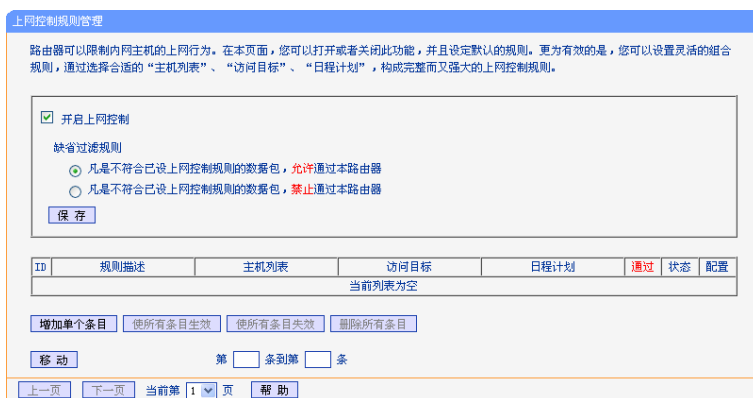 上网控制规则管理
路由器可以限制内网主机的上网行为。在本页面，您可以打开或者关闭此功能，并且设定默认的规则。更为有效的是，您可以设置灵活的组合
规则，通过选择合适的“主机列表”、“访问目标”、“日程计划”，构成完整而又强大的上网控制规则。
开启上网控制
缺省过滤规则
凡是不符合已设上网控制规则的数据包，允许通过本路由器
凡是不符合已设上网控制规则的数据包，禁止通过本路由器
保 存
ID 规则描述 主机列表 访问目标 日程计划 通过 状态 配置
当前列表为空
增加单个条目 使所有条目生效 使所有条目失效 删除所有条目
移 动 第 条到第 条
上一页 下一页 当前第 1 页 帮 助